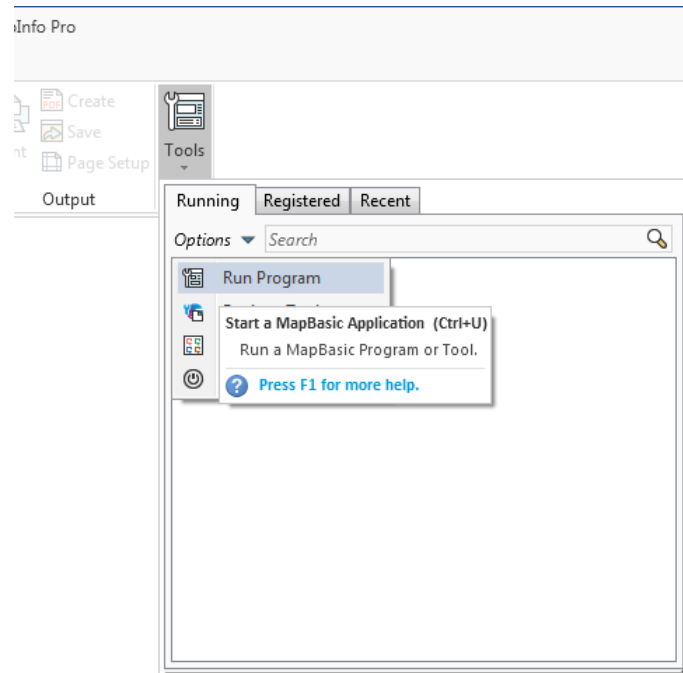 Info Pro
Create
Save
Page Setup
Output
Tools
Running Registered Recent
Options Search
Run Program
Start a MapBasic Application (Ctrl+U)
Run a MapBasic Program or Tool.
Press F1 for more help.